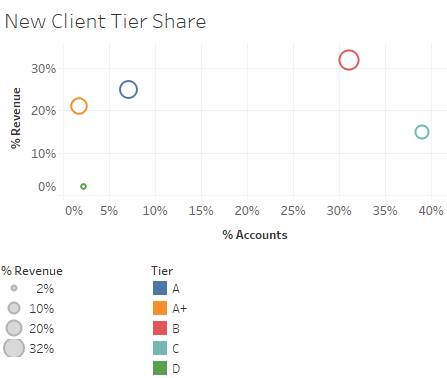 New Client Tier Share
% Revenue
30%
20%
10%
0%
0% 5% 10% 15% 20% 25% 30% 35% 40%
% Accounts
% Revenue
2%
10%
20%
32%
Tier
A
A+
B
C
D